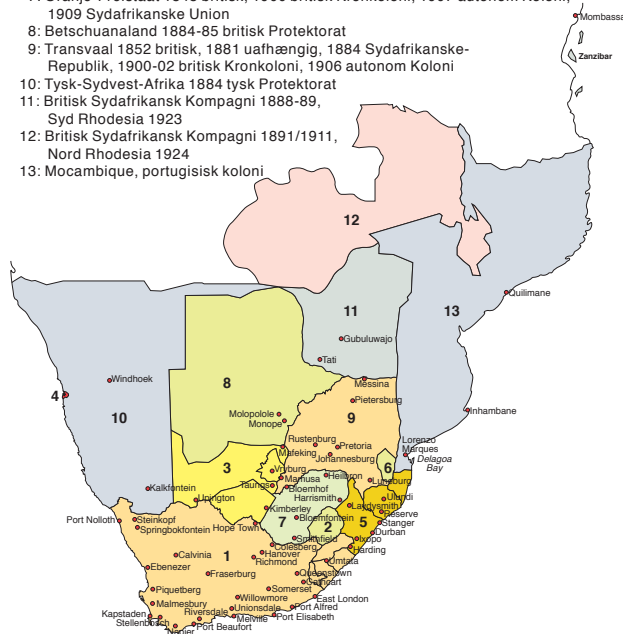 1909 Sydafrikanske Union
8: Betschuanaland 1884-85 britisk Protektorat
9: Transvaal 1852 britisk, 1881 uafhængig, 1884 Sydafrikanske-
Republik, 1900-02 britisk Kronkoloni, 1906 autonom Koloni
10: Tysk-Sydvest-Afrika 1884 tysk Protektorat
11: Britisk Sydafrikansk Kompagni 1888-89,
Syd Rhodesia 1923
12: Britisk Sydafrikansk Kompagni 1891/1911,
Nord Rhodesia 1924
13: Mocambique, portugisisk koloni
Mombassa
Zanzibar
12
11
13
Quilimane
Gubuluwajo
Tati
Windhoek
8
Messina
4
10
Pietersburg
9
Molopolole
Monope
Inhambane
Rustenburg
Pretoria
Mafeking
Johannesburg
Lorenzo
Marques
Delagoa
Bay
3
Vryburg
6
Taungs
Mamusa
Heilbron
Kalkfontein
Bloemhof
Harrismith
Upington
Ulundi
Kimberley
Laydysmith
Reserve
Port Nolloth
Steinkopf
Springbokfontein
Hope Town
7
Bloemfontein
2
5
Stanger
Durban
Smithfield
Ixopo
Harding
1
Colesberg
Calvinia
Hanover
Richmond
Umtata
Ebenezer
Fraserburg
Queenstown
Cathcart
Piquetberg
Somerset
Malmesbury
Willowmore
East London
Kapstaden
Riversdale
Unionsdale
Port Alfred
Stellenbosch
Port Beaufort
Melville
Port Elisabeth
Napier